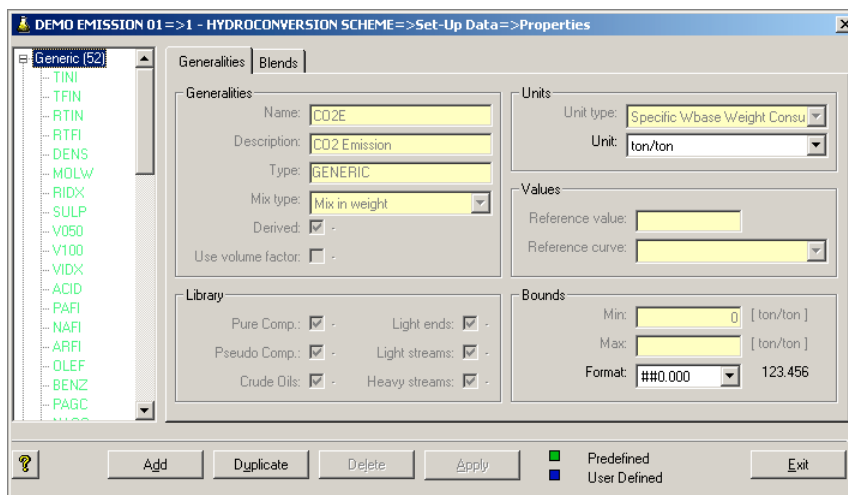 DEMO EMISSION 01=>1 - HYDROCONVERSION SCHEME=>Set-Up Data=>Properties
Generic (52)
TINI
TFIN
RTIN
RTFI
DENS
MOLW
RIDX
SULP
V050
V100
VIDX
ACID
PAFI
NAFI
ARFI
OLEF
BENZ
PAGC
Generalities Blends
Generalities
Name: CO2E
Description: CO2 Emission
Type: GENERIC
Mix type: Mix in weight
Derived: -
Use volume factor: -
Units
Unit type: Specific Wbase Weight Consu
Unit: ton/ton
Values
Reference value:
Reference curve:
Library
Pure Comp.: - Light ends: -
Pseudo Comp.: - Light streams: -
Crude Oils: - Heavy streams: -
Bounds
Min: 0 [ ton/ton ]
Max: [ ton/ton ]
Format: ##0.000 123.456
? Add Duplicate Delete Apply
Predefined
User Defined
Exit